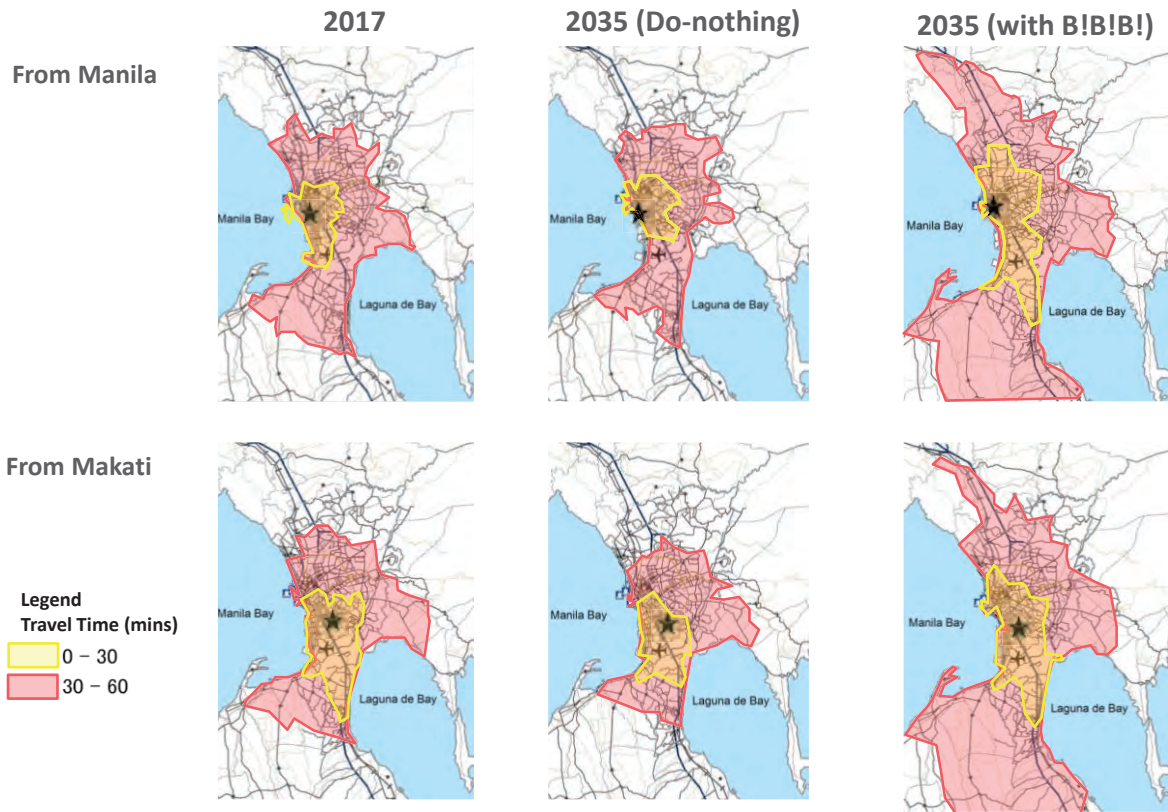 2017
2035 (Do-nothing)
2035 (with B!B!B!)
From Manila
Manila Bay
Laguna de Bay
Manila Bay
Laguna de Bay
Manila Bay
Laguna de Bay
From Makati
Manila Bay
Laguna de Bay
Manila Bay
Laguna de Bay
Manila Bay
Laguna de Bay
Legend
Travel Time (mins)
0 – 30
30 – 60